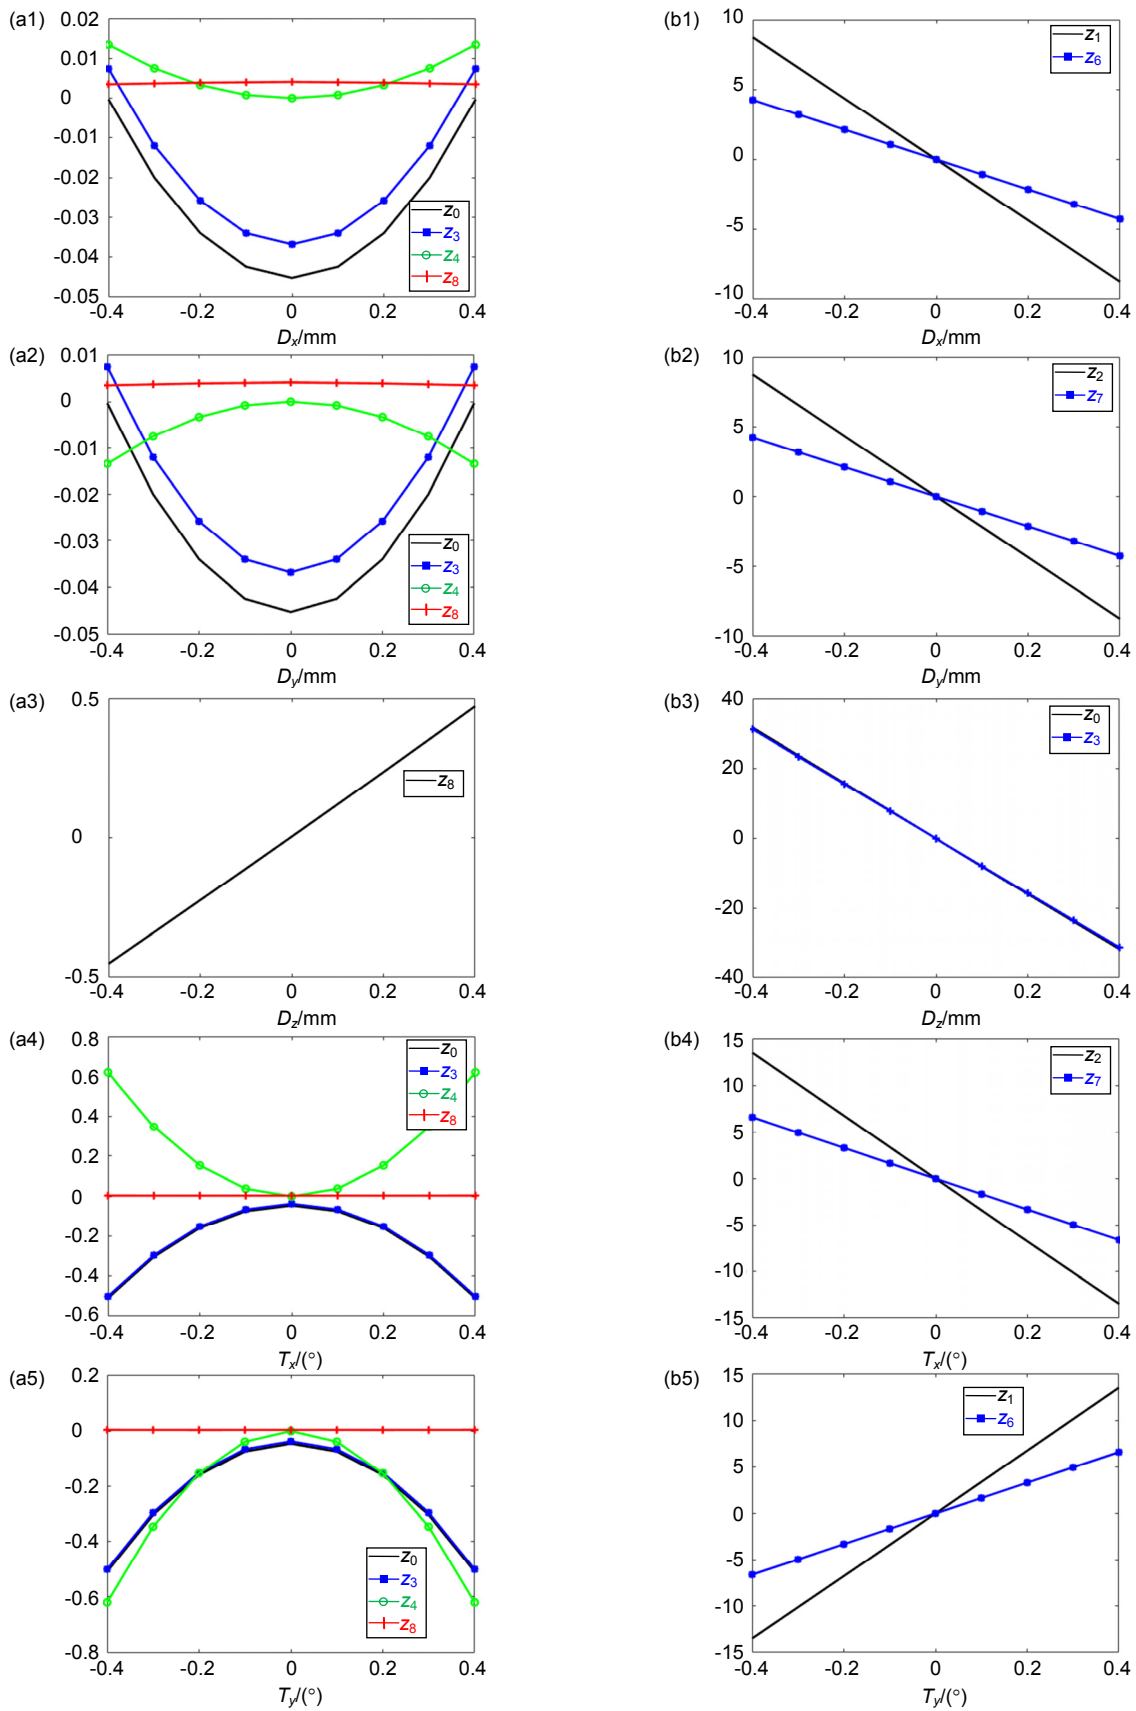 (a1)
0.02
0.01
0
-0.01
-0.02
-0.03
-0.04
-0.05
z0
z3
z4
z8
-0.4 -0.2 0 0.2 0.4
Dx/mm
(b1)
10
5
0
-5
-10
z1
z6
-0.4 -0.2 0 0.2 0.4
Dx/mm
(a2)
0.01
0
-0.01
-0.02
-0.03
-0.04
-0.05
z0
z3
z4
z8
-0.4 -0.2 0 0.2 0.4
Dy/mm
(b2)
10
5
0
-5
-10
z2
z7
-0.4 -0.2 0 0.2 0.4
Dy/mm
(a3)
0.5
0
-0.5
z8
-0.4 -0.2 0 0.2 0.4
Dz/mm
(b3)
40
20
0
-20
-40
z0
z3
-0.4 -0.2 0 0.2 0.4
Dz/mm
(a4)
0.8
0.6
0.4
0.2
0
-0.2
-0.4
-0.6
z0
z3
z4
z8
-0.4 -0.2 0 0.2 0.4
Tx/(°)
(b4)
15
10
5
0
-5
-10
-15
z2
z7
-0.4 -0.2 0 0.2 0.4
Tx/(°)
(a5)
0.2
0
-0.2
-0.4
-0.6
-0.8
z0
z3
z4
z8
-0.4 -0.2 0 0.2 0.4
Ty/(°)
(b5)
15
10
5
0
-5
-10
-15
z1
z6
-0.4 -0.2 0 0.2 0.4
Ty/(°)